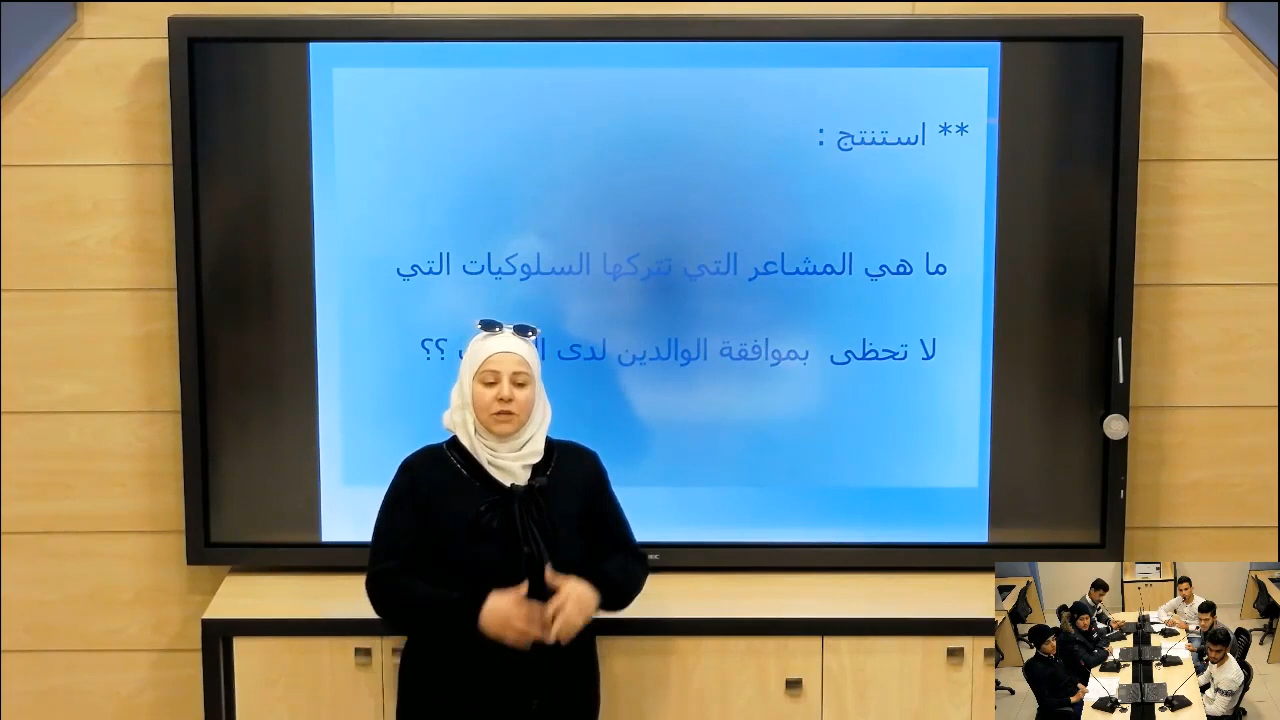 ** استنتج :
ما هي المشاعر التي تتركها السلوكيات التي
لا تحظى بموافقة الوالدين لدى ؟؟